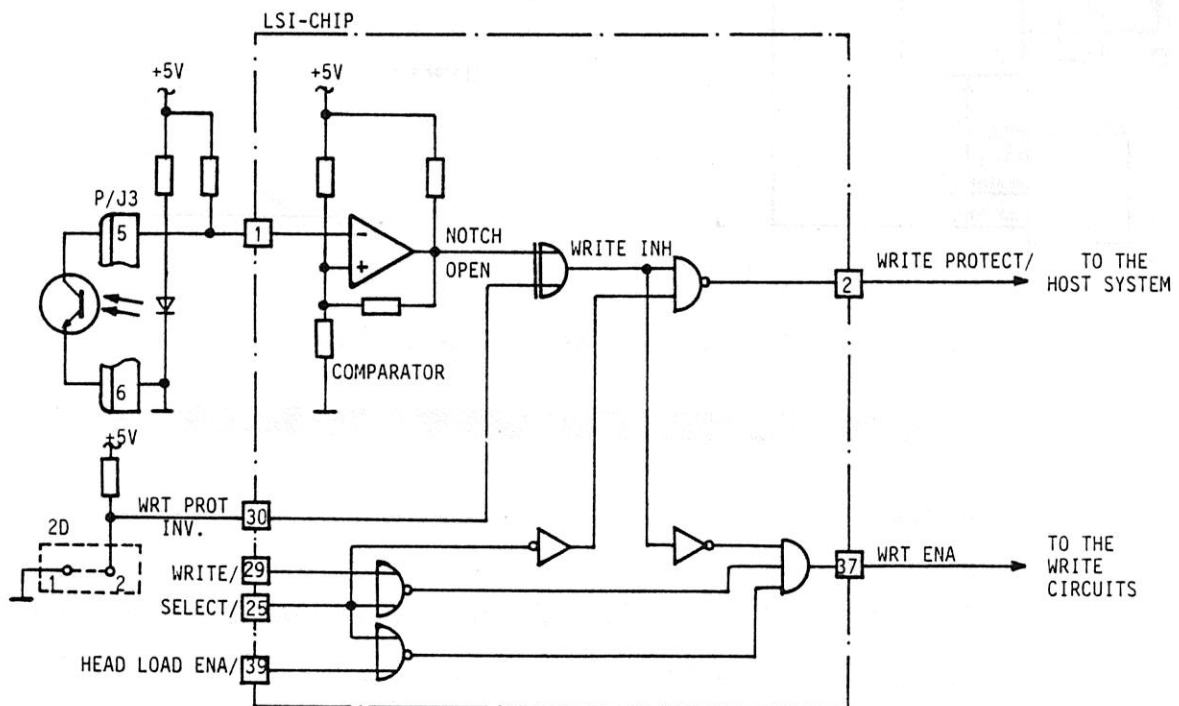 LSI-CHIP
+5V
+5V
P/J3
5
1
-
+
NOTCH
OPEN
WRITE INH
2
WRITE PROTECT/
TO THE
HOST SYSTEM
COMPARATOR
6
+5V
WRT PROT
INV.
30
2D
1
2
WRITE/
29
SELECT/
25
HEAD LOAD ENA/
39
37
WRT ENA
TO THE
WRITE
CIRCUITS